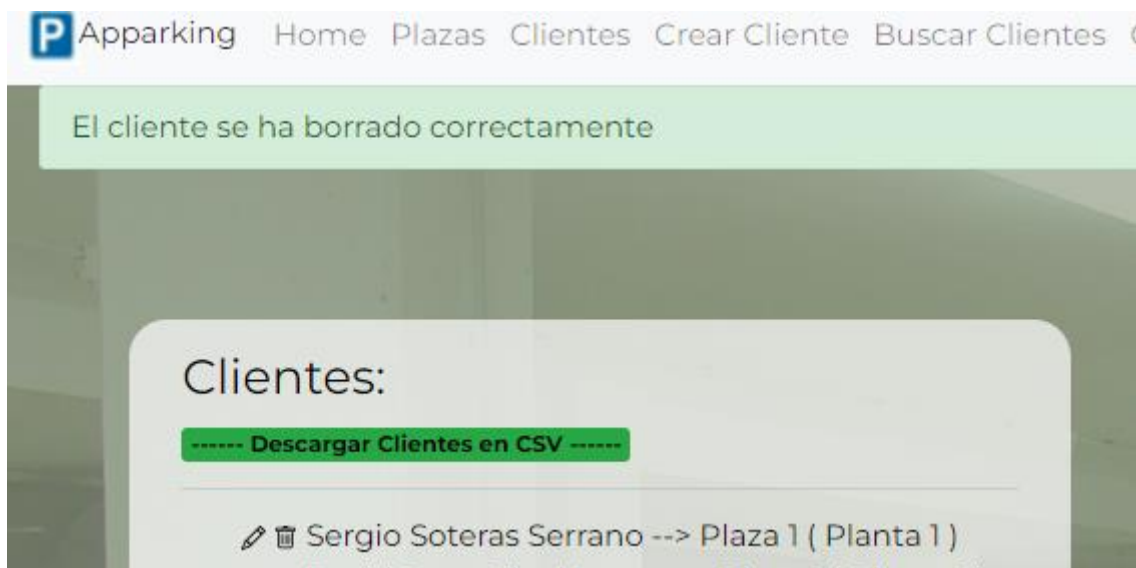 P Apparking Home Plazas Clientes Crear Cliente Buscar Clientes
El cliente se ha borrado correctamente
Clientes:
------ Descargar Clientes en CSV ------
Sergio Soteras Serrano --> Plaza 1 ( Planta 1 )